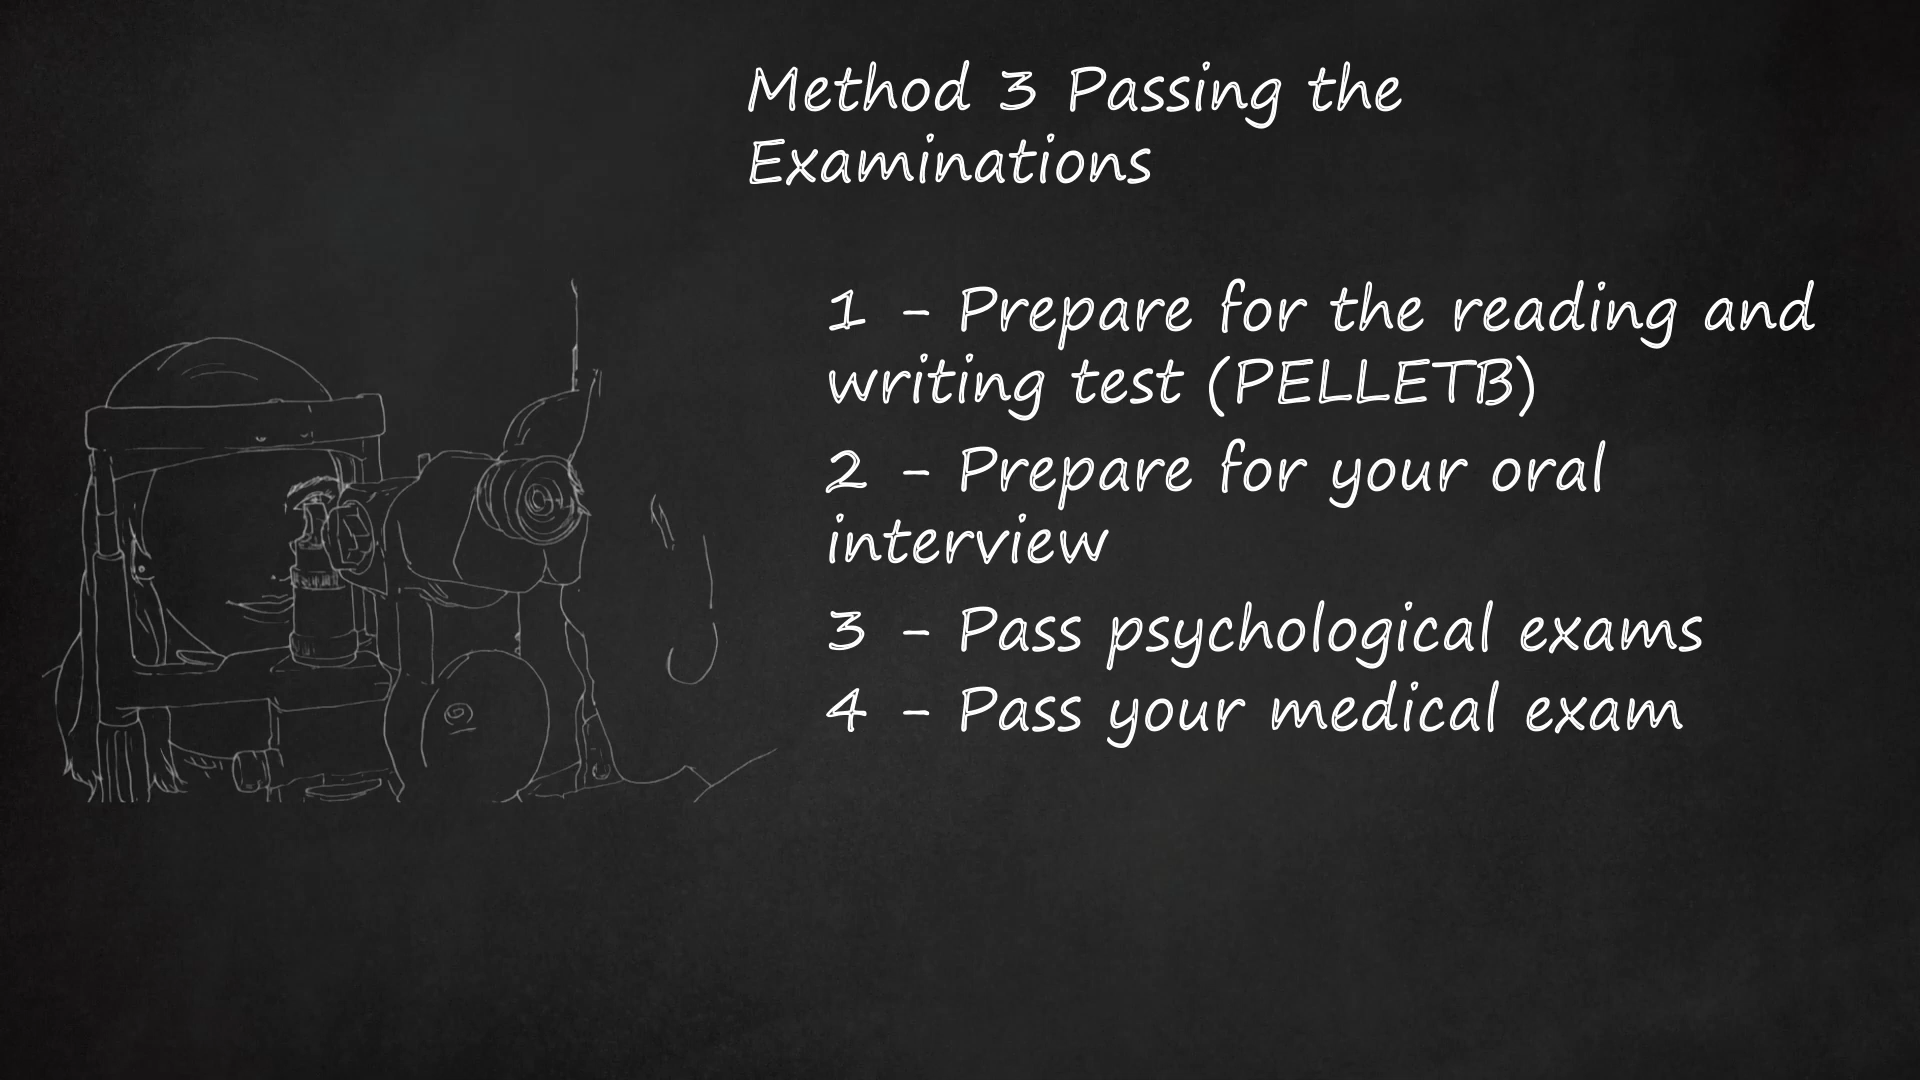 Method 3 Passing the
Examinations
1 - Prepare for the reading and
writing test (PELLETB)
2 - Prepare for your oral
interview
3 - Pass psychological exams
4 - Pass your medical exam